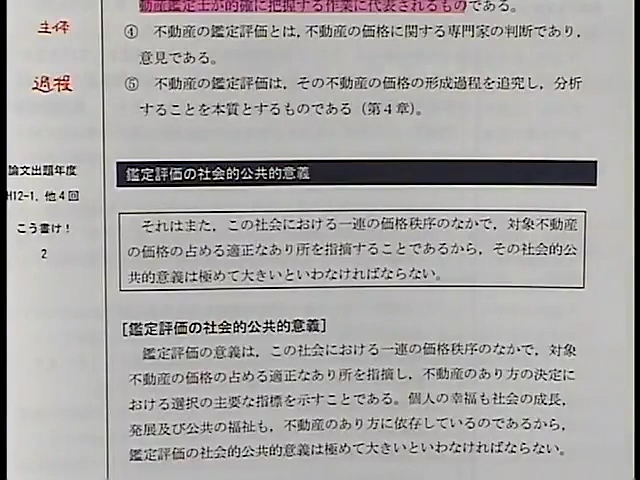 動産鑑定士が的確に把握する作業に代表されるものである。
主体
④ 不動産の鑑定評価とは，不動産の価格に関する専門家の判断であり，
意見である。
過程
⑤ 不動産の鑑定評価は，その不動産の価格の形成過程を追究し，分析
することを本質とするものである（第４章）。
論文出題年度
H12-1，他４回
こう書け！
2
鑑定評価の社会的公共的意義
それはまた，この社会における一連の価格秩序のなかで，対象不動産
の価格の占める適正なあり所を指摘することであるから，その社会的公
共的意義は極めて大きいといわなければならない。
［鑑定評価の社会的公共的意義］
鑑定評価の意義は，この社会における一連の価格秩序のなかで，対象
不動産の価格の占める適正なあり所を指摘し，不動産のあり方の決定に
おける選択の主要な指標を示すことである。個人の幸福も社会の成長，
発展及び公共の福祉も，不動産のあり方に依存しているのであるから，
鑑定評価の社会的公共的意義は極めて大きいといわなければならない。